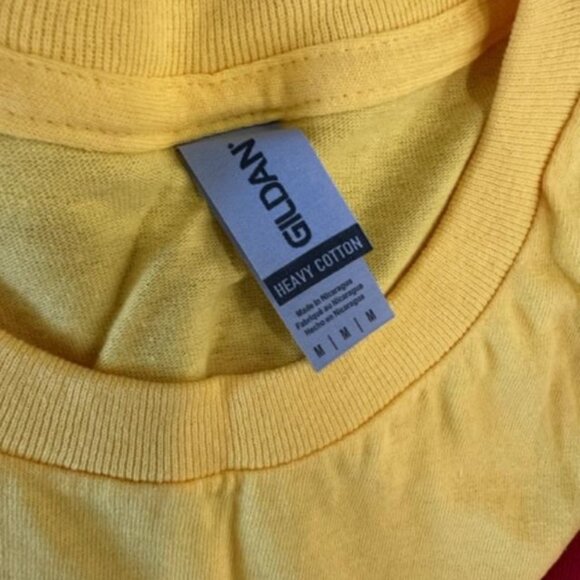 GILDAN®
HEAVY COTTON
Made in Nicaragua
Fabriqué au Nicaragua
Hecho en Nicaragua
M | M | M